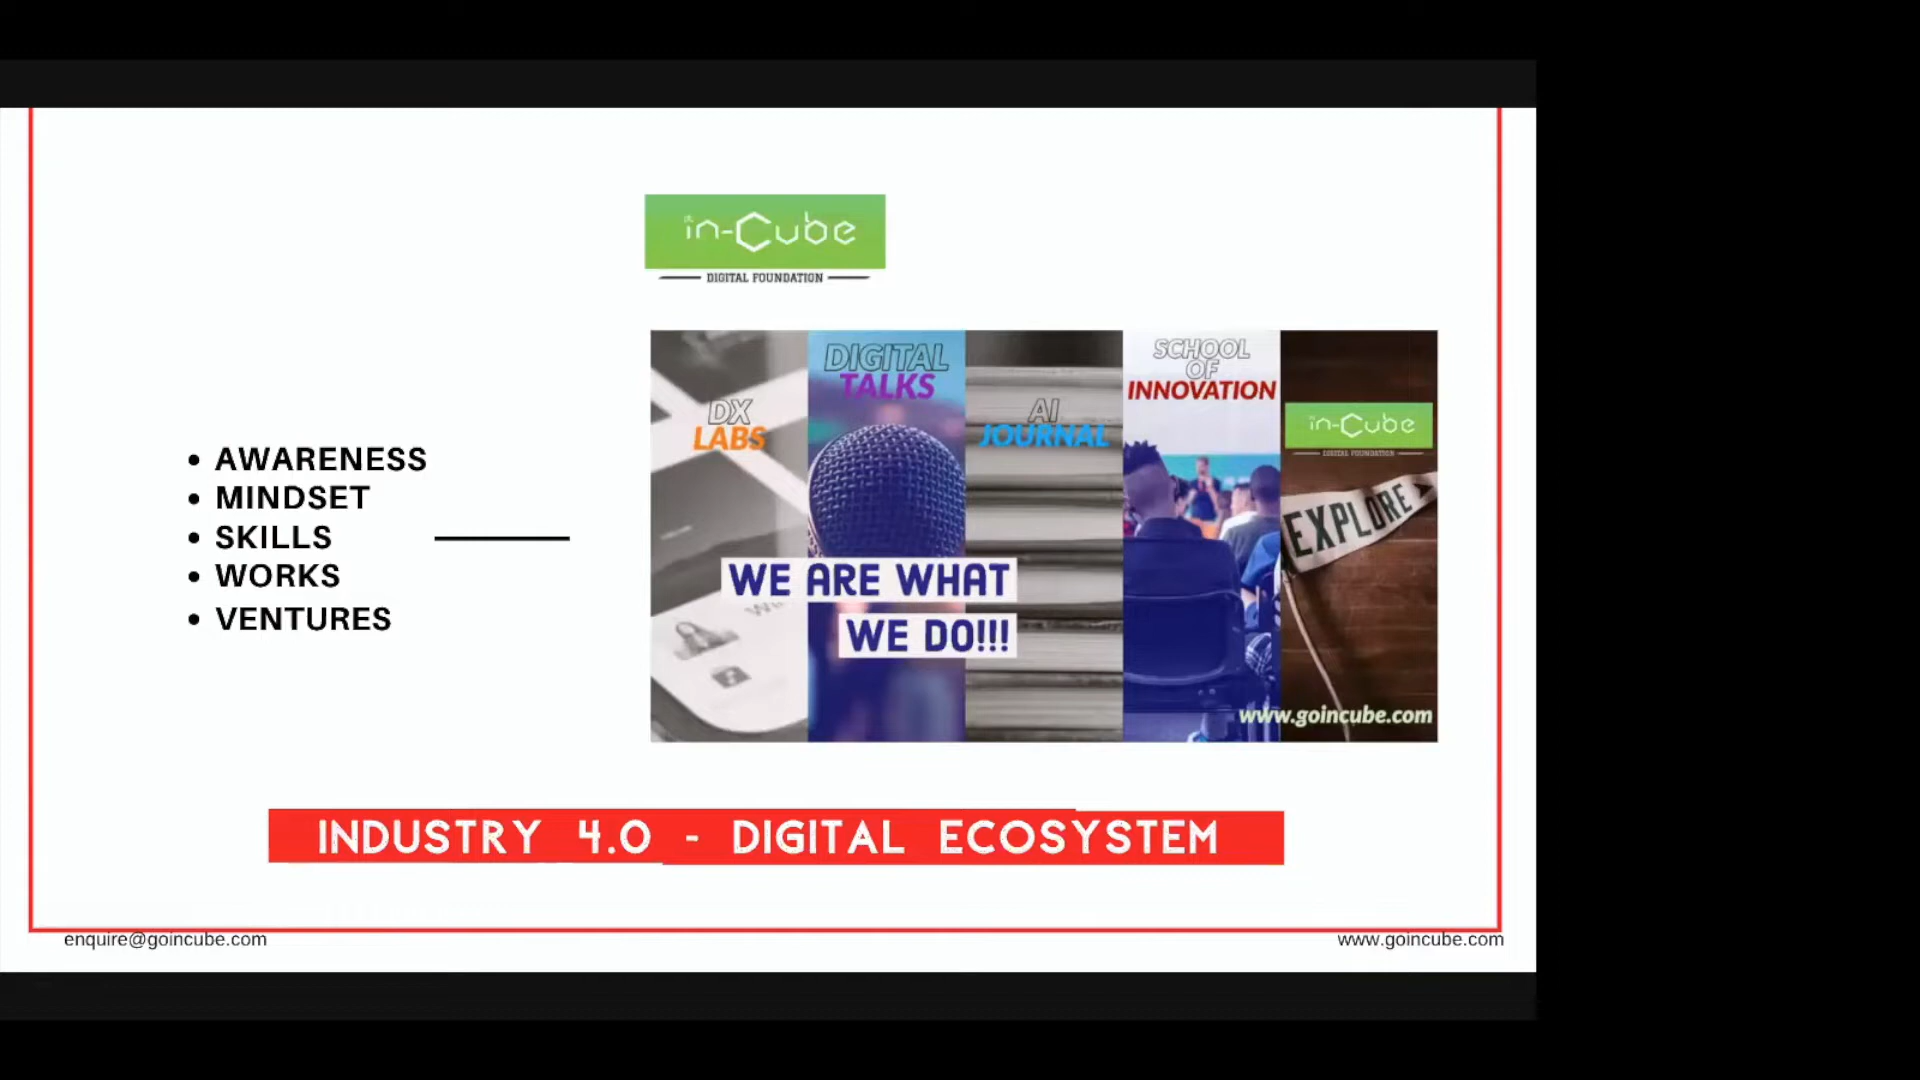 in-Cube
DIGITAL FOUNDATION
AWARENESS
MINDSET
SKILLS
WORKS
VENTURES
DX
LABS
DIGITAL
TALKS
AI
JOURNAL
SCHOOL
OF
INNOVATION
in-Cube
DIGITAL FOUNDATION
EXPLORE
WE ARE WHAT
WE DO!!!
www.goincube.com
INDUSTRY 4.0 - DIGITAL ECOSYSTEM
enquire@goincube.com
www.goincube.com